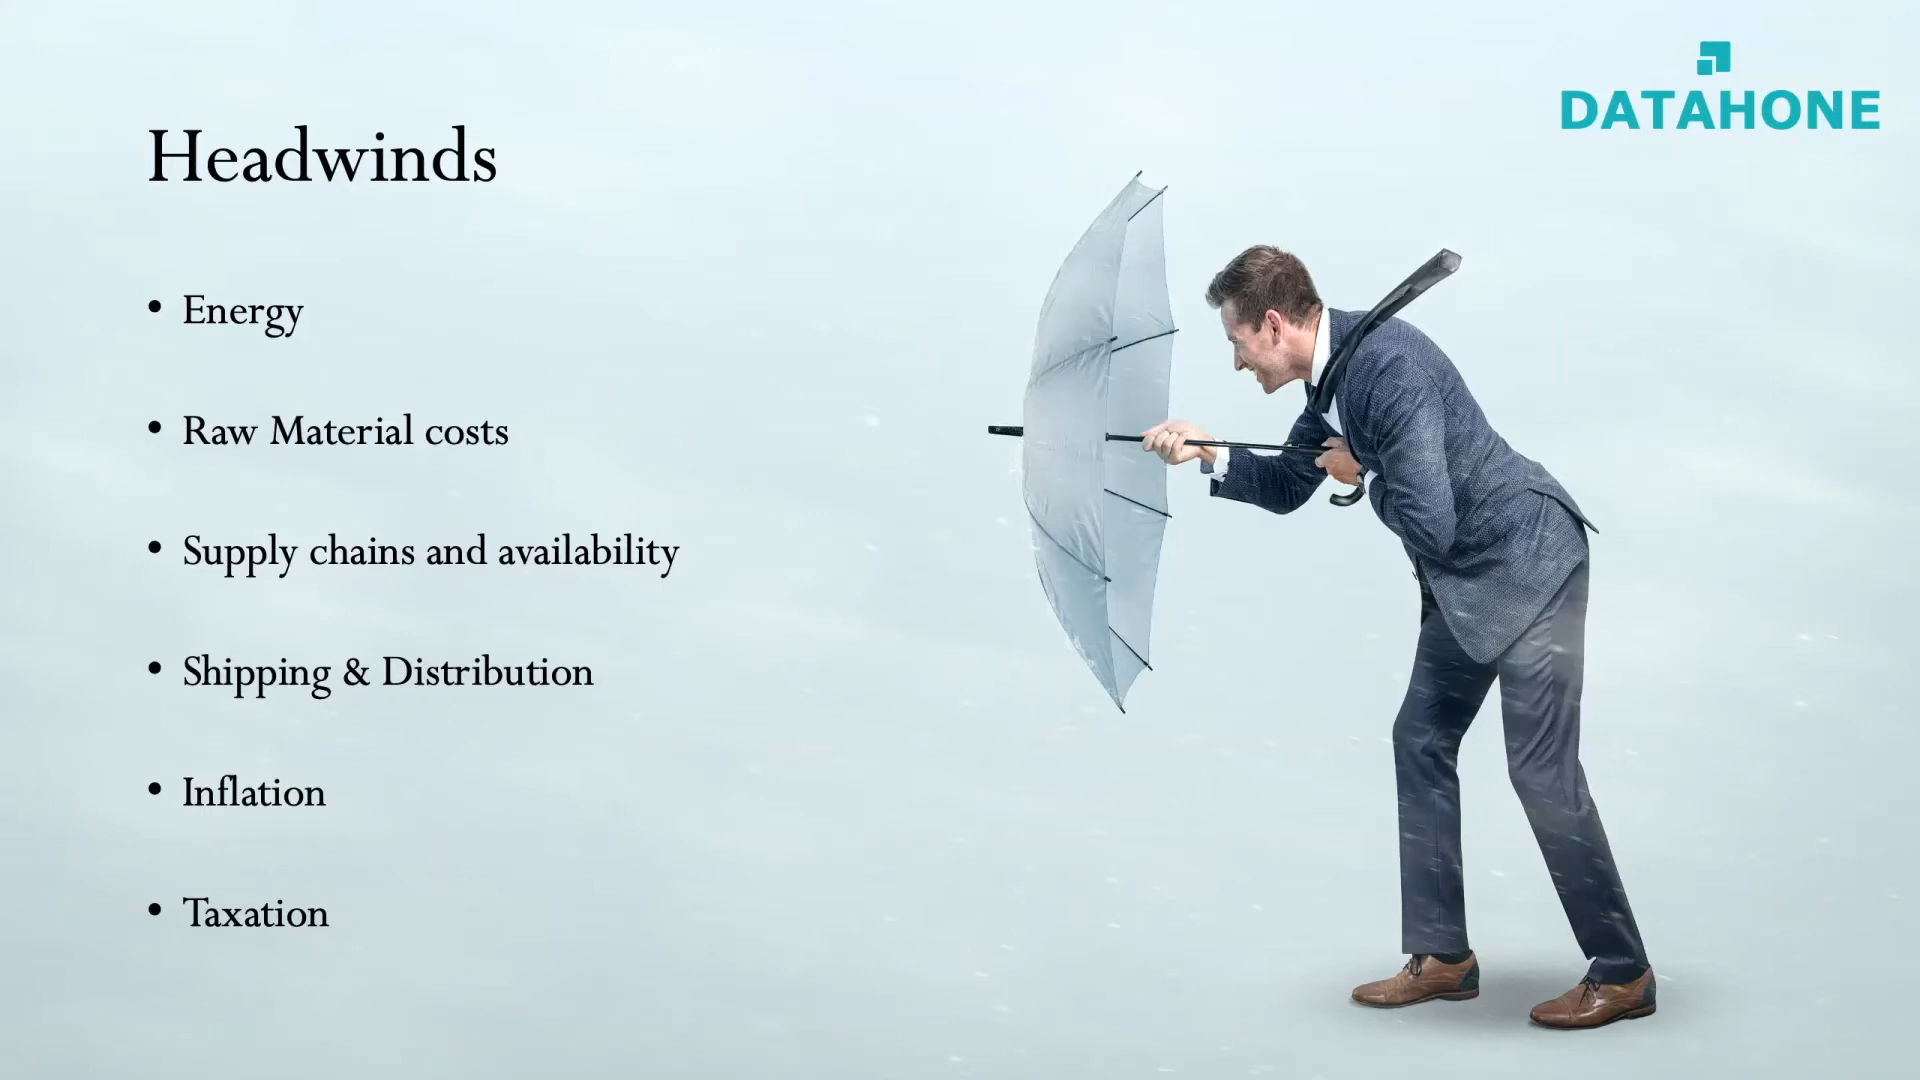 DATAHONE
Headwinds
• Energy
• Raw Material costs
• Supply chains and availability
• Shipping & Distribution
• Inflation
• Taxation